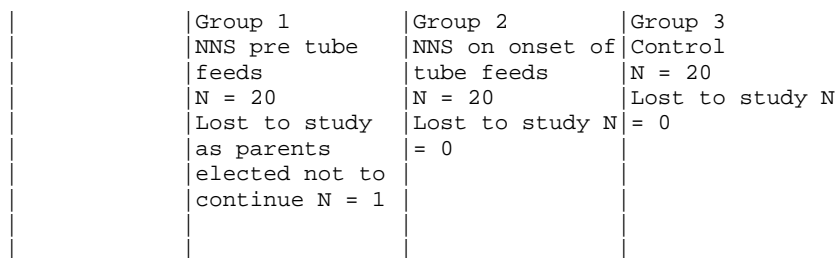 |            |Group 1       |Group 2        |Group 3
|            |NNS pre tube  |NNS on onset of|Control
|            |feeds         |tube feeds     |N = 20
|            |N = 20        |N = 20         |Lost to study N
|            |Lost to study |Lost to study N|= 0
|            |as parents    |= 0            |
|            |elected not to|               |
|            |continue N = 1|               |
|            |              |               |
|            |              |               |